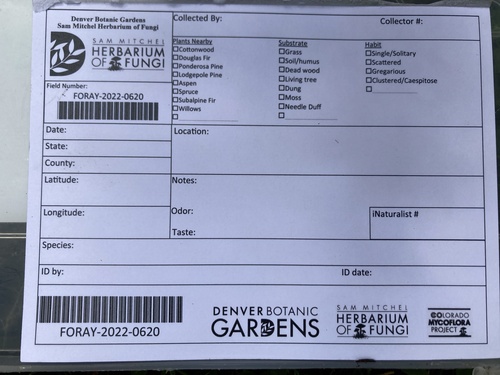 Denver Botanic Gardens
Sam Mitchel Herbarium of Fungi
SAM MITCHEL
HERBARIUM
OF FUNGI
Field Number:
FORAY-2022-0620
Collected By:
Collector #:
Plants Nearby
Cottonwood
Douglas Fir
Ponderosa Pine
Lodgepole Pine
Aspen
Spruce
Subalpine Fir
Willows
Substrate
Grass
Soil/humus
Dead wood
Living tree
Dung
Moss
Needle Duff
Habit
Single/Solitary
Scattered
Gregarious
Clustered/Caespitose
Date:
State:
County:
Location:
Latitude:
Longitude:
Notes:
Odor:
Taste:
iNaturalist #
Species:
ID by:
ID date:
FORAY-2022-0620
DENVER BOTANIC
GARDENS
SAM MITCHEL
HERBARIUM
OF FUNGI
COLORADO
MYCOFLORA
PROJECT